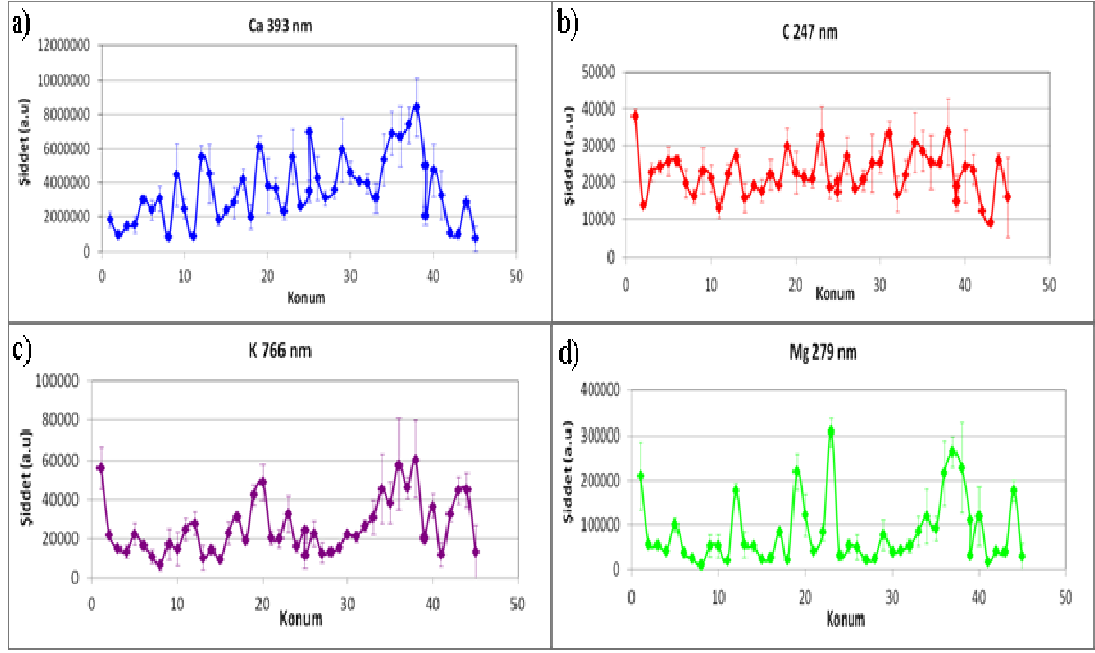 a)
Ca 393 nm
12000000
10000000
8000000
6000000
4000000
2000000
0
Şiddet (a.u)
0 10 20 30 40 50
Konum
b)
C 247 nm
50000
40000
30000
20000
10000
0
Şiddet (a.u)
0 10 20 30 40 50
Konum
c)
K 766 nm
100000
80000
60000
40000
20000
0
Şiddet (a.u)
0 10 20 30 40 50
Konum
d)
Mg 279 nm
400000
300000
200000
100000
0
Şiddet (a.u)
0 10 20 30 40 50
Konum